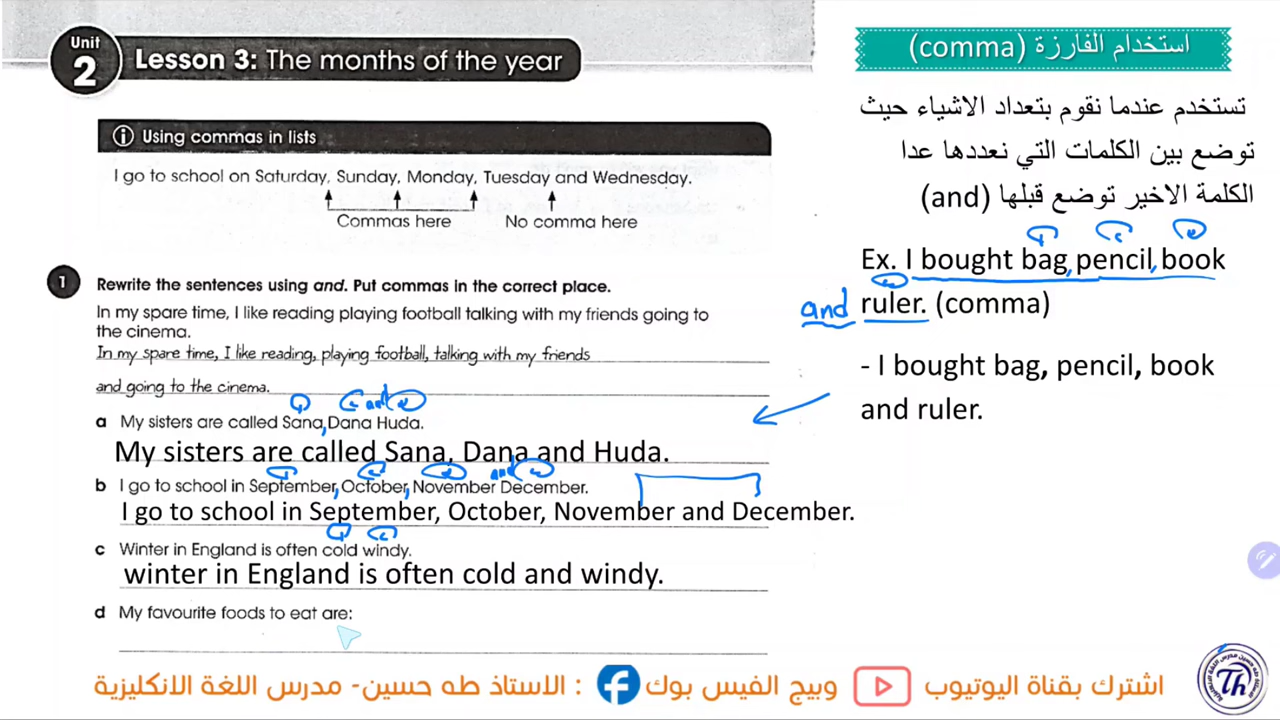 Unit
2
Lesson 3: The months of the year
استخدام الفارزة (comma)
تستخدم عندما نقوم بتعداد الاشياء حيث
توضع بين الكلمات التي نعددها عدا
الكلمة الاخير توضع قبلها (and)
Ex. I bought bag, pencil, book
and ruler. (comma)
- I bought bag, pencil, book
and ruler.
i Using commas in lists
I go to school on Saturday, Sunday, Monday, Tuesday and Wednesday.
Commas here No comma here
1 Rewrite the sentences using and. Put commas in the correct place.
In my spare time, I like reading playing football talking with my friends going to
the cinema.
In my spare time, I like reading, playing football, talking with my friends
and going to the cinema.
and
a My sisters are called Sana, Dana Huda.
My sisters are called Sana, Dana and Huda.
and
b I go to school in September, October, November December.
I go to school in September, October, November and December.
c Winter in England is often cold windy.
winter in England is often cold and windy.
d My favourite foods to eat are:
اشترك بقناة اليوتيوب وبيج الفيس بوك : الاستاذ طه حسين- مدرس اللغة الانكليزية
Th